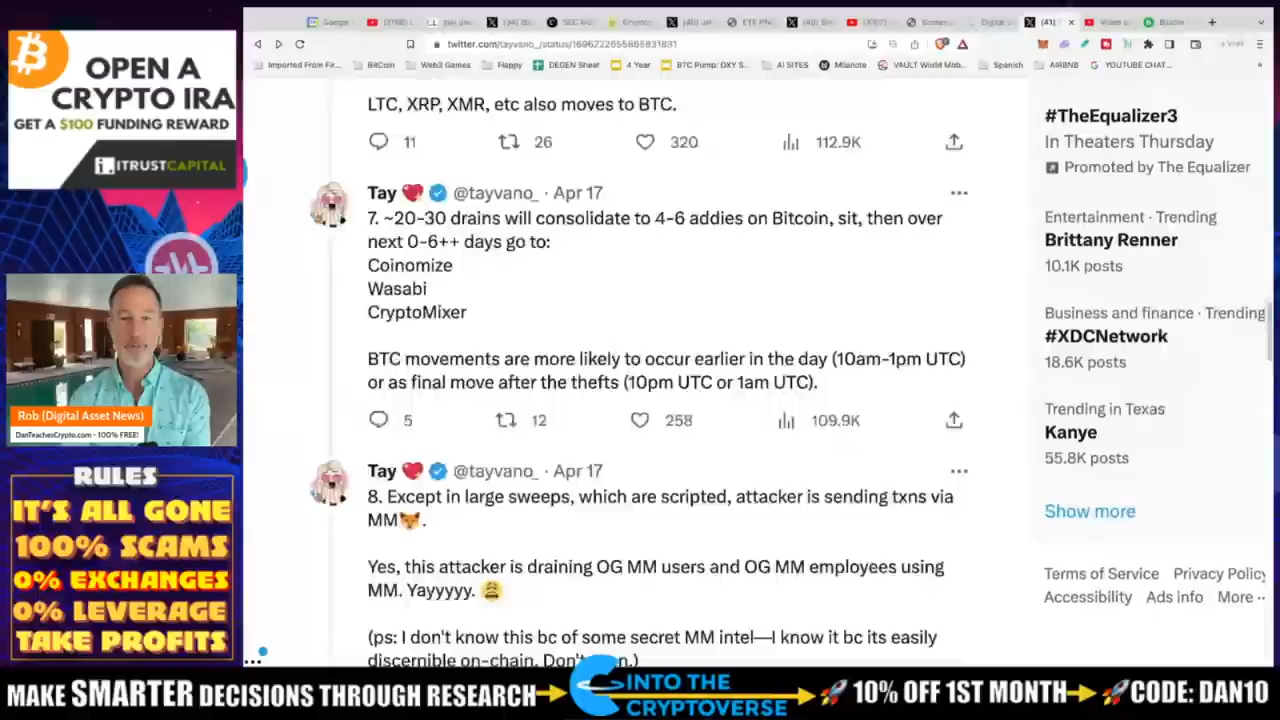 OPEN A
CRYPTO IRA
GET A $100 FUNDING REWARD
ITRUSTCAPITAL
Rob (Digital Asset News)
DanTeachesCrypto.com - 100% FREE!
RULES
IT'S ALL GONE
100% SCAMS
0% EXCHANGES
0% LEVERAGE
TAKE PROFITS
twitter.com/tayvano_/status/1696222655865831831
Imported From Fir... BitCoin Web3 Games Flappy DEGEN Sheet 4 Year BTC Pump: OXY S... AI SITES Milanote VAULT World Mob... Spanish AIRBNB YOUTUBE CHAT...
LTC, XRP, XMR, etc also moves to BTC.
11 26 320 112.9K
Tay @tayvano_ · Apr 17
7. ~20-30 drains will consolidate to 4-6 addies on Bitcoin, sit, then over
next 0-6++ days go to:
Coinomize
Wasabi
CryptoMixer
BTC movements are more likely to occur earlier in the day (10am-1pm UTC)
or as final move after the thefts (10pm UTC or 1am UTC).
5 12 258 109.9K
Tay @tayvano_ · Apr 17
8. Except in large sweeps, which are scripted, attacker is sending txns via
MM🦊.
Yes, this attacker is draining OG MM users and OG MM employees using
MM. Yayyyyy. 😩
(ps: I don't know this bc of some secret MM intel—I know it bc its easily
discernible on-chain.
#TheEqualizer3
In Theaters Thursday
Promoted by The Equalizer
Entertainment · Trending
Brittany Renner
10.1K posts
Business and finance · Trending
#XDCNetwork
18.6K posts
Trending in Texas
Kanye
55.8K posts
Show more
Terms of Service Privacy Policy
Accessibility Ads info More ··
MAKE SMARTER DECISIONS THROUGH RESEARCH
INTO THE
CRYPTOVERSE
10% OFF 1ST MONTH
CODE: DAN10